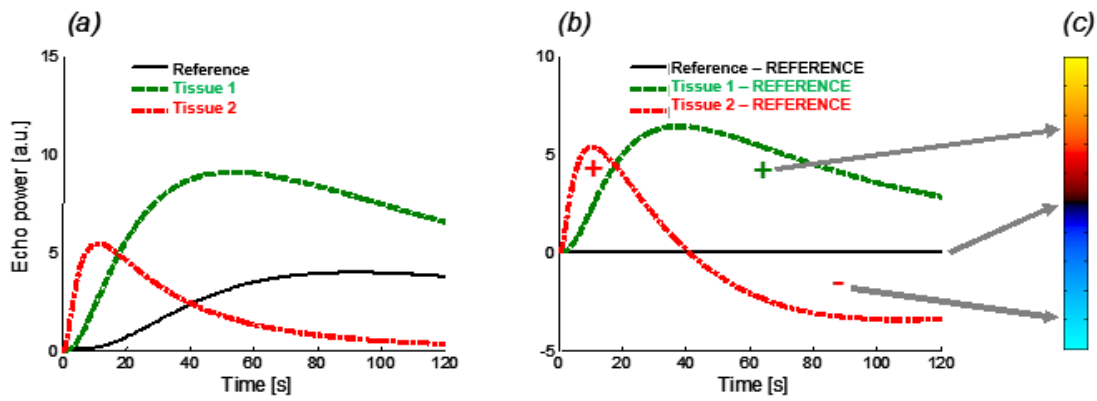 (a)
15
10
5
0
Echo power [a.u.]
Reference
Tissue 1
Tissue 2
0 20 40 60 80 100 120
Time [s]
(b)
10
5
0
-5
Reference – REFERENCE
Tissue 1 – REFERENCE
Tissue 2 – REFERENCE
+ +
-
0 20 40 60 80 100 120
Time [s]
(c)